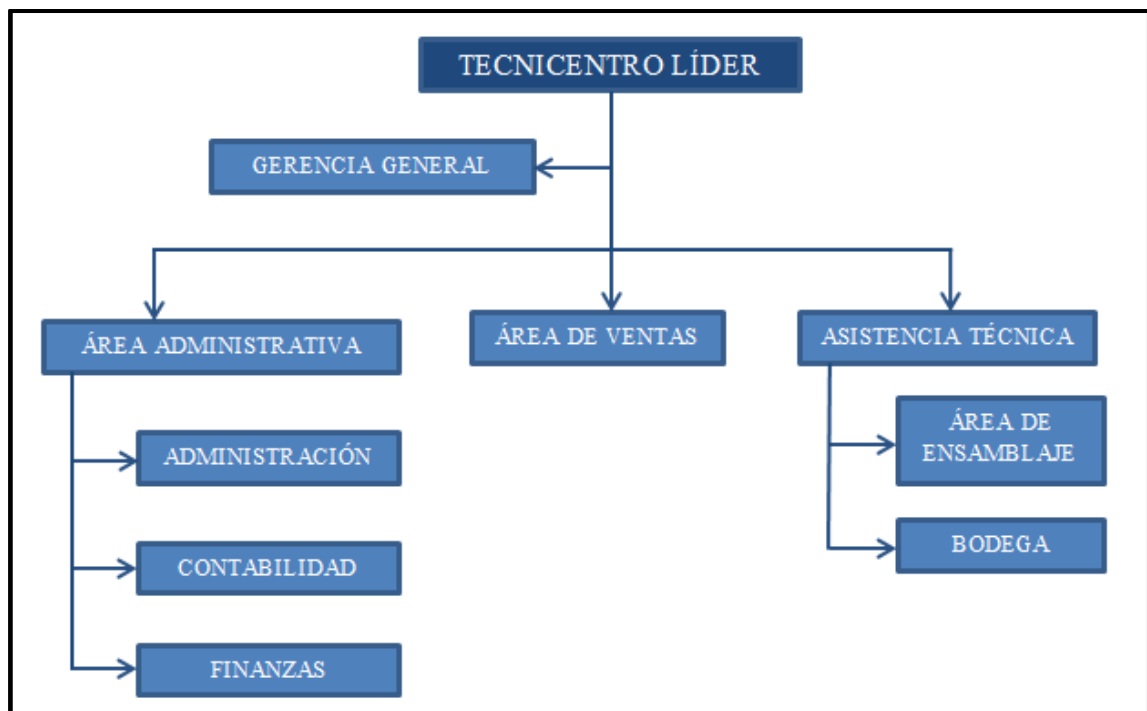 TECNICENTRO LÍDER
GERENCIA GENERAL
ÁREA ADMINISTRATIVA
ÁREA DE VENTAS
ASISTENCIA TÉCNICA
ADMINISTRACIÓN
CONTABILIDAD
FINANZAS
ÁREA DE
ENSAMBLAJE
BODEGA